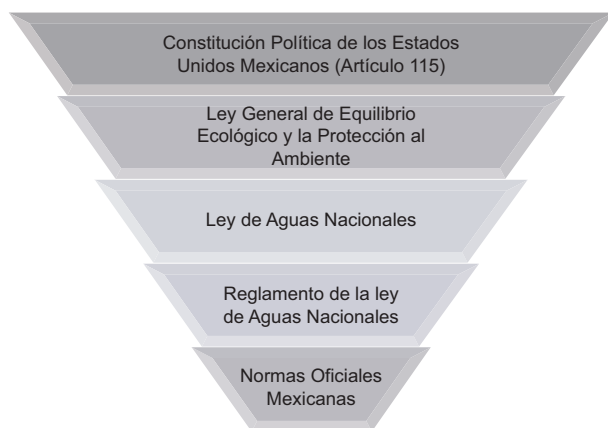 Constitución Política de los Estados
Unidos Mexicanos (Artículo 115)
Ley General de Equilibrio
Ecológico y la Protección al
Ambiente
Ley de Aguas Nacionales
Reglamento de la ley
de Aguas Nacionales
Normas Oficiales
Mexicanas